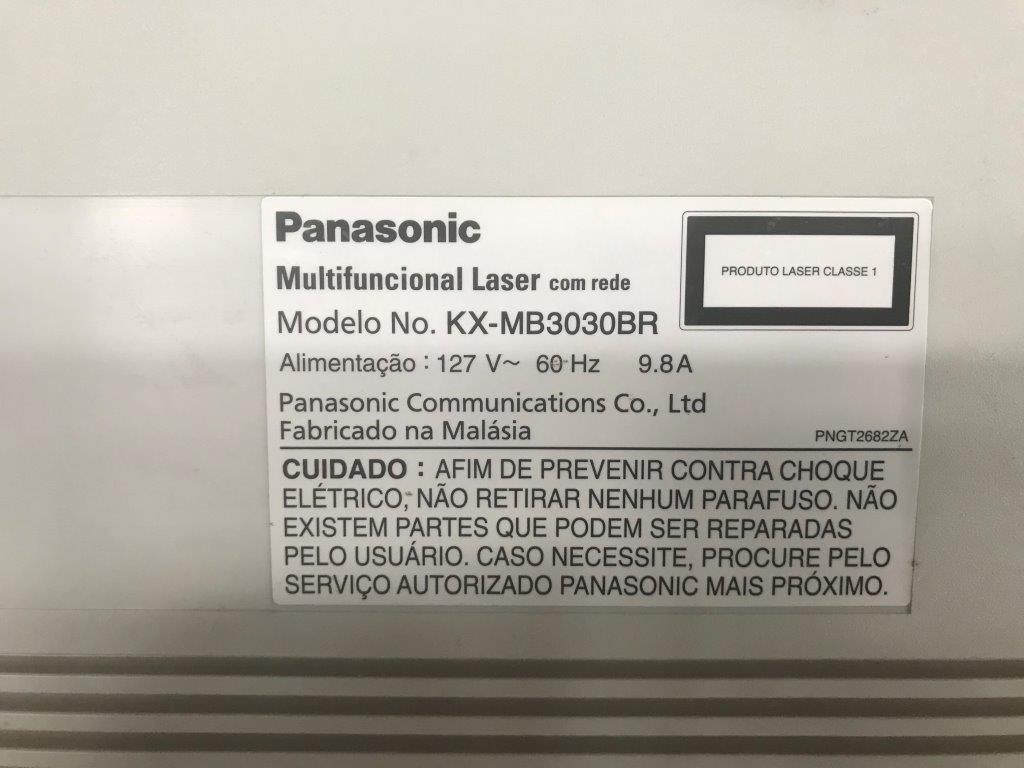 Panasonic
Multifuncional Laser com rede
Modelo No. KX-MB3030BR
PRODUTO LASER CLASSE 1
Alimentação : 127 V~ 60 Hz 9.8A
Panasonic Communications Co., Ltd
Fabricado na Malásia
PNGT2682ZA
CUIDADO : AFIM DE PREVENIR CONTRA CHOQUE
ELÉTRICO, NÃO RETIRAR NENHUM PARAFUSO. NÃO
EXISTEM PARTES QUE PODEM SER REPARADAS
PELO USUÁRIO. CASO NECESSITE, PROCURE PELO
SERVIÇO AUTORIZADO PANASONIC MAIS PRÓXIMO.